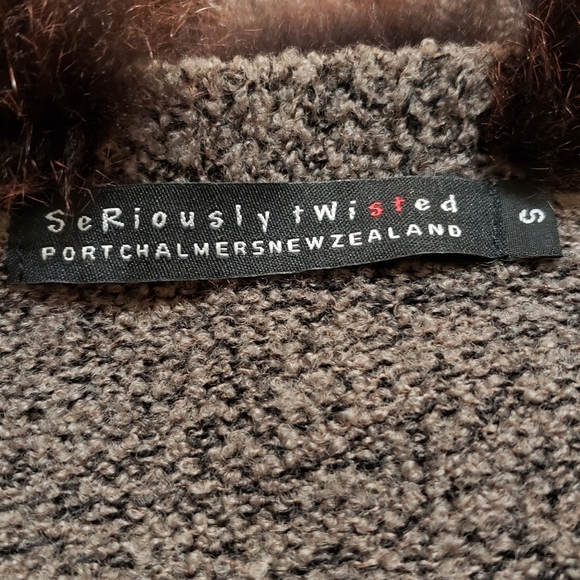 SeRiously tWisted
PORTCHALMERSNEWZEALAND
S